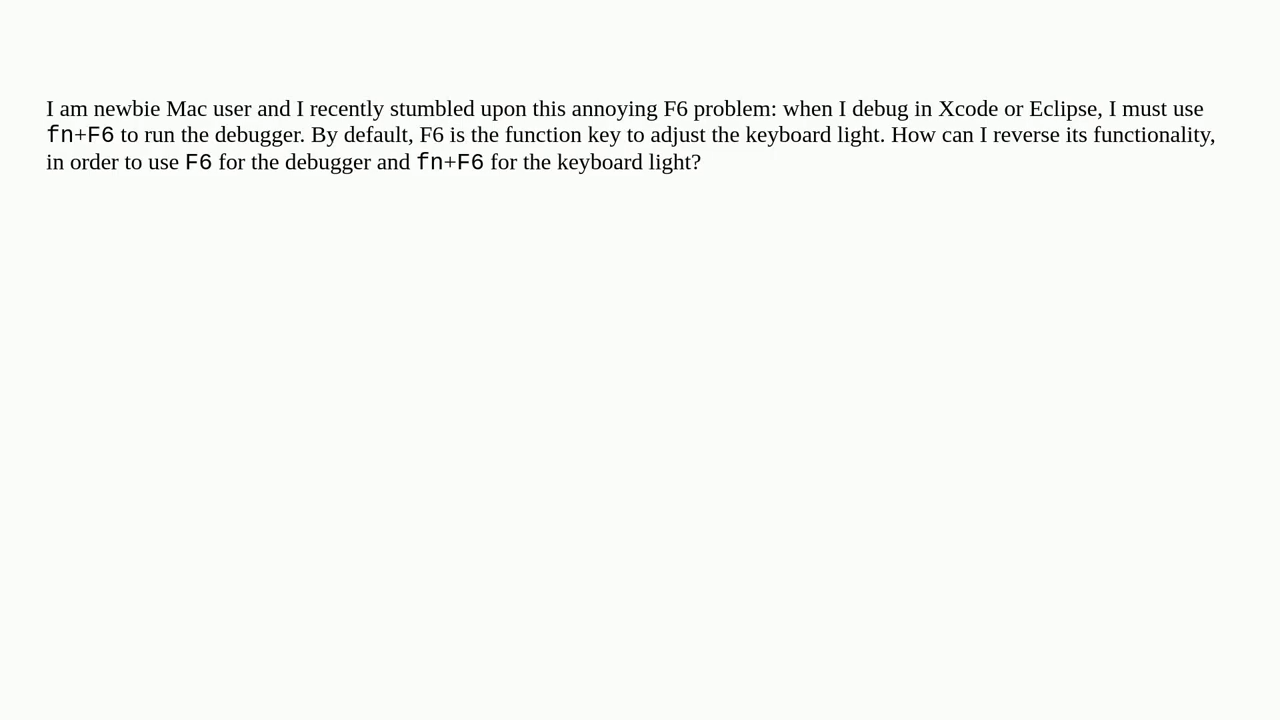 I am newbie Mac user and I recently stumbled upon this annoying F6 problem: when I debug in Xcode or Eclipse, I must use
fn+F6 to run the debugger. By default, F6 is the function key to adjust the keyboard light. How can I reverse its functionality,
in order to use F6 for the debugger and fn+F6 for the keyboard light?